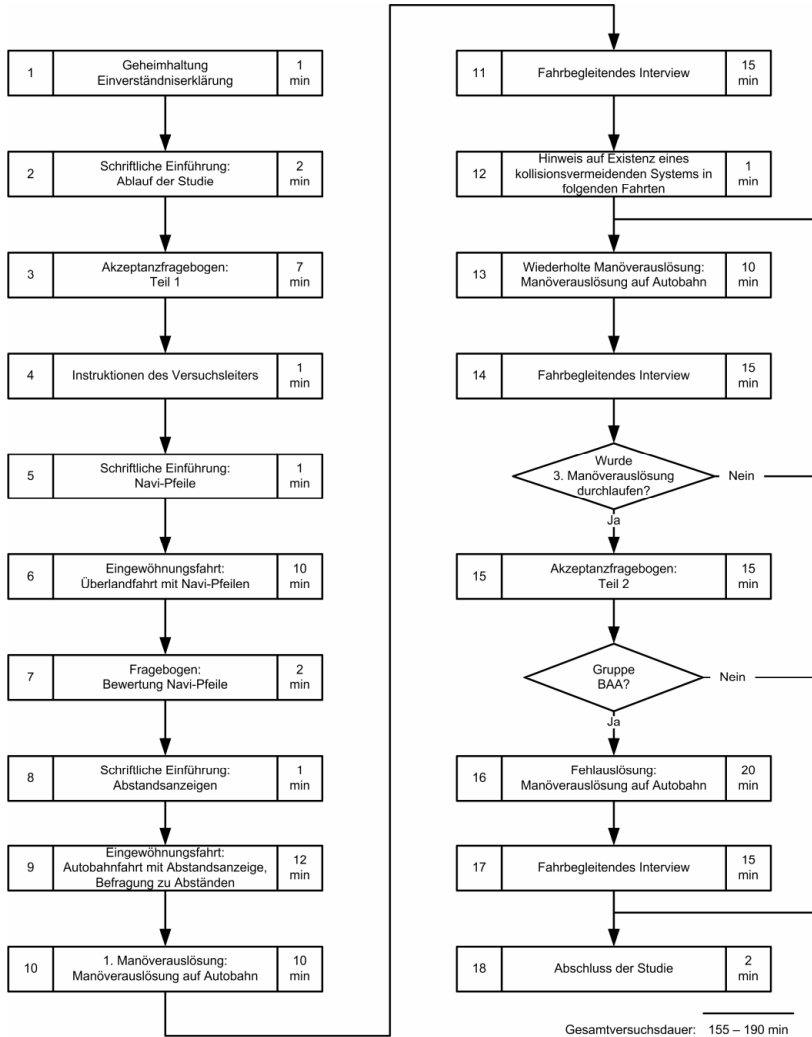 1
Geheimhaltung
Einverständniserklärung
1
min
2
Schriftliche Einführung:
Ablauf der Studie
2
min
3
Akzeptanzfragebogen:
Teil 1
7
min
4
Instruktionen des Versuchsleiters
1
min
5
Schriftliche Einführung:
Navi-Pfeile
1
min
6
Eingewöhnungsfahrt:
Überlandfahrt mit Navi-Pfeilen
10
min
7
Fragebogen:
Bewertung Navi-Pfeile
2
min
8
Schriftliche Einführung:
Abstandsanzeigen
1
min
9
Eingewöhnungsfahrt:
Autobahnfahrt mit Abstandsanzeige,
Befragung zu Abständen
12
min
10
1. Manöverauslösung:
Manöverauslösung auf Autobahn
10
min
11
Fahrbegleitendes Interview
15
min
12
Hinweis auf Existenz eines
kollisionsvermeidenden Systems in
folgenden Fahrten
1
min
13
Wiederholte Manöverauslösung:
Manöverauslösung auf Autobahn
10
min
14
Fahrbegleitendes Interview
15
min
Wurde
3. Manöverauslösung
durchlaufen?
Nein
Ja
15
Akzeptanzfragebogen:
Teil 2
15
min
Gruppe
BAA?
Nein
Ja
16
Fehlauslösung:
Manöverauslösung auf Autobahn
20
min
17
Fahrbegleitendes Interview
15
min
18
Abschluss der Studie
2
min
Gesamtversuchsdauer: 155 – 190 min